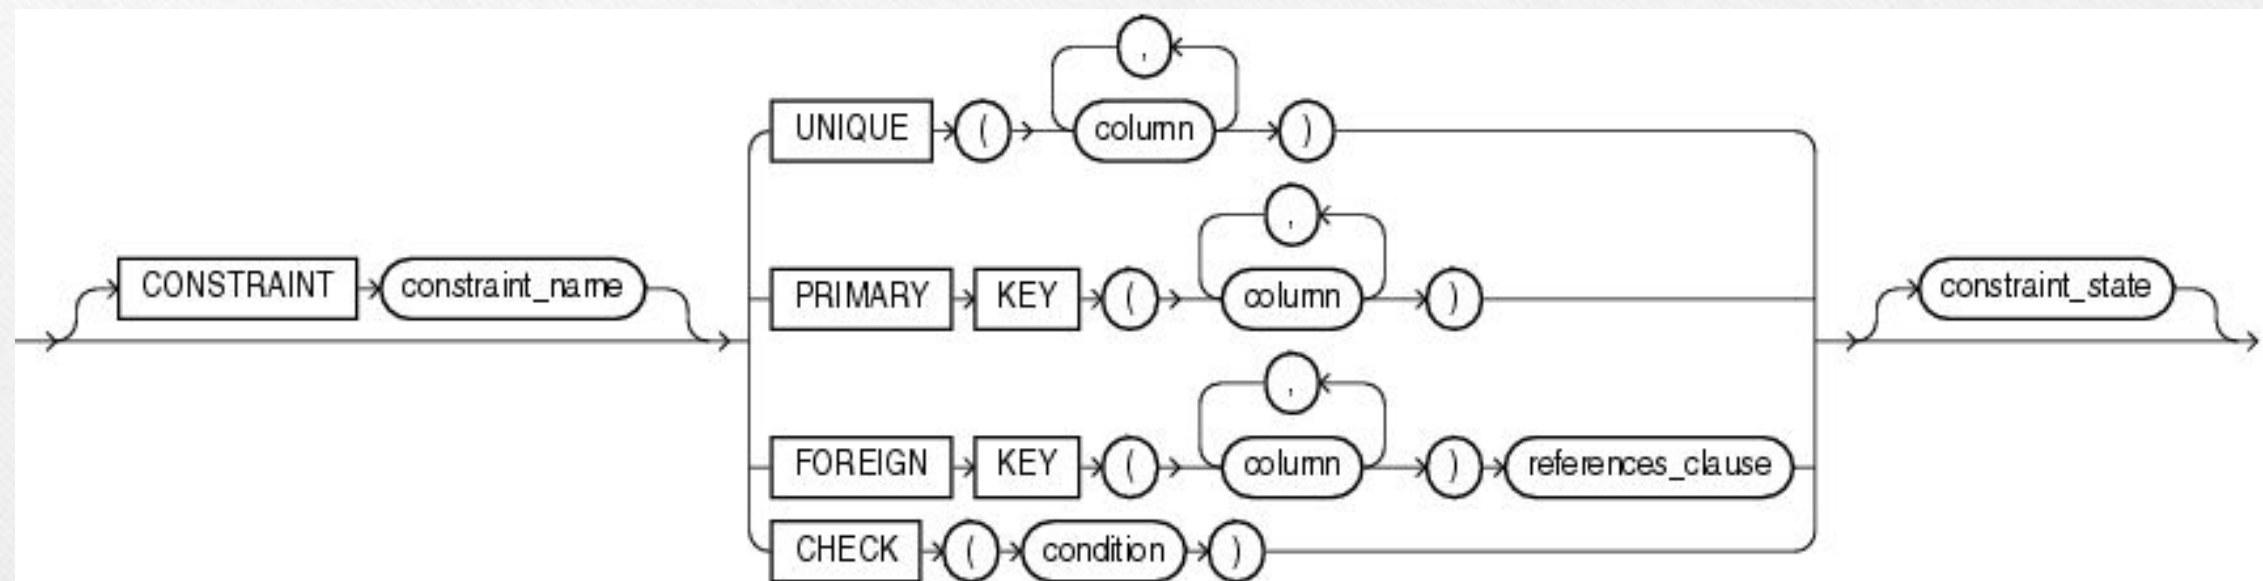 ,
UNIQUE ( column )
,
CONSTRAINT constraint_name PRIMARY KEY ( column ) constraint_state
,
FOREIGN KEY ( column ) references_clause
CHECK ( condition )